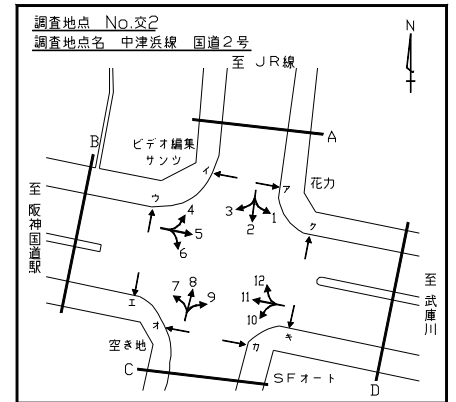 調査地点 No.交2
調査地点名 中津浜線 国道2号
至 JR線
N
A
B
ビデオ編集
サンツ
イ
ア
花力
ウ
ク
3
2
1
4
5
6
至 阪神国道駅
至 武庫川
7
8
9
12
11
10
エ
オ
カ
キ
空き地
C
SFオート
D